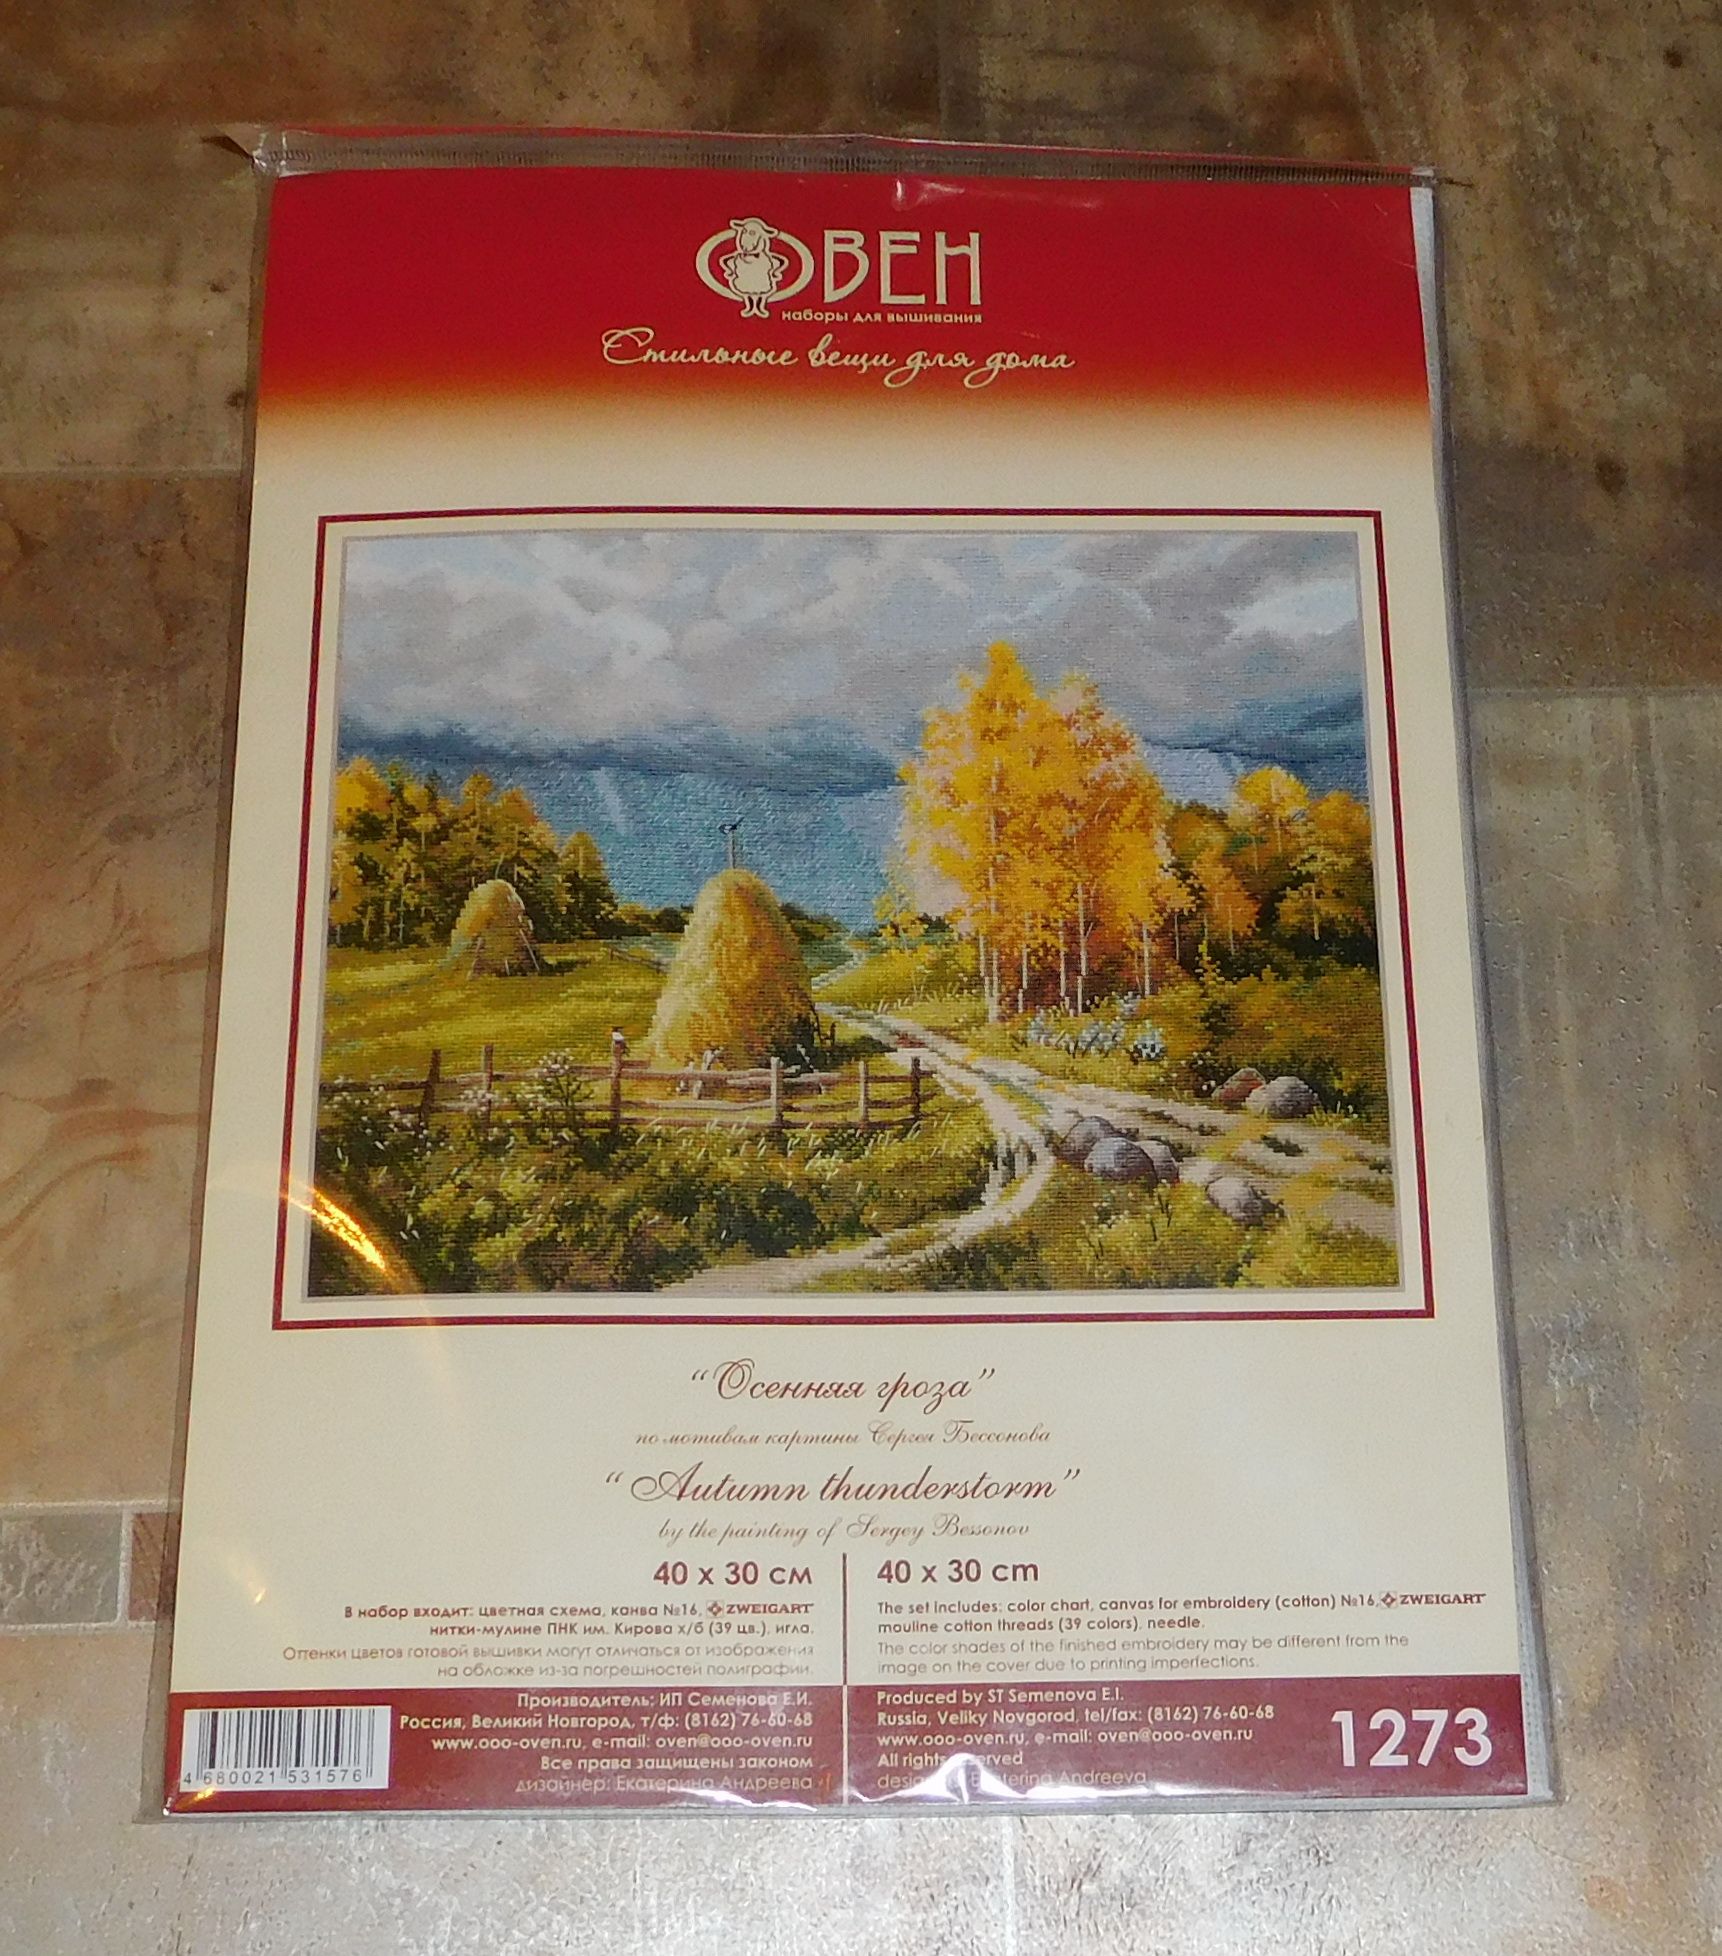 ОВЕН
наборы для вышивания
Стильные вещи для дома
“Осенняя гроза”
по мотивам картины Сергея Бессонова
“Autumn thunderstorm”
by the painting of Sergey Bessonov
40 x 30 см
В набор входит: цветная схема, канва №16, ZWEIGART
нитки-мулине ПНК им. Кирова х/б (39 цв.), игла.
Оттенки цветов готовой вышивки могут отличаться от изображения
на обложке из-за погрешностей полиграфии.
40 x 30 cm
The set includes: color chart, canvas for embroidery (cotton) №16, ZWEIGART
mouline cotton threads (39 colors), needle.
The color shades of the finished embroidery may be different from the
image on the cover due to printing imperfections.
Производитель: ИП Семенова Е.И.
Россия, Великий Новгород, т/ф: (8162) 76-60-68
www.ooo-oven.ru, e-mail: oven@ooo-oven.ru
Все права защищены законом
дизайнер: Екатерина Андреева
Produced by ST Semenova E.I.
Russia, Veliky Novgorod, tel/fax: (8162) 76-60-68
www.ooo-oven.ru, e-mail: oven@ooo-oven.ru
All rights
Andreeva
1273
4 680021 531576